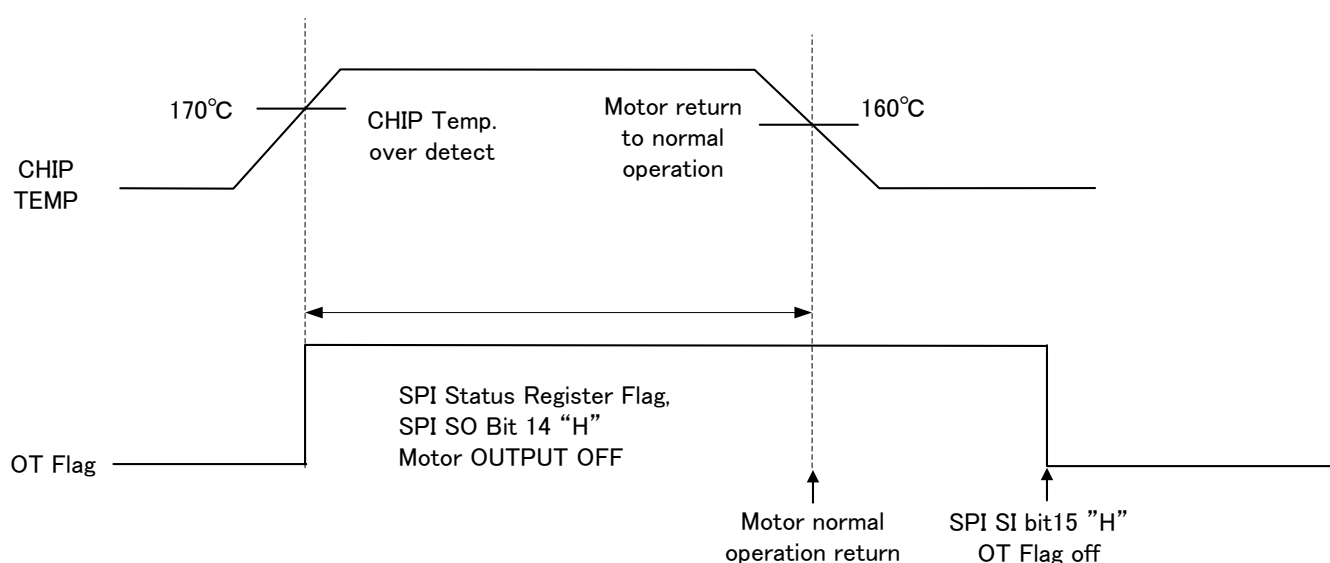 170℃
CHIP Temp.
over detect
Motor return
to normal
operation
160℃
CHIP
TEMP
SPI Status Register Flag,
SPI SO Bit 14 “H”
Motor OUTPUT OFF
OT Flag
Motor normal
operation return
SPI SI bit15 ”H”
OT Flag off